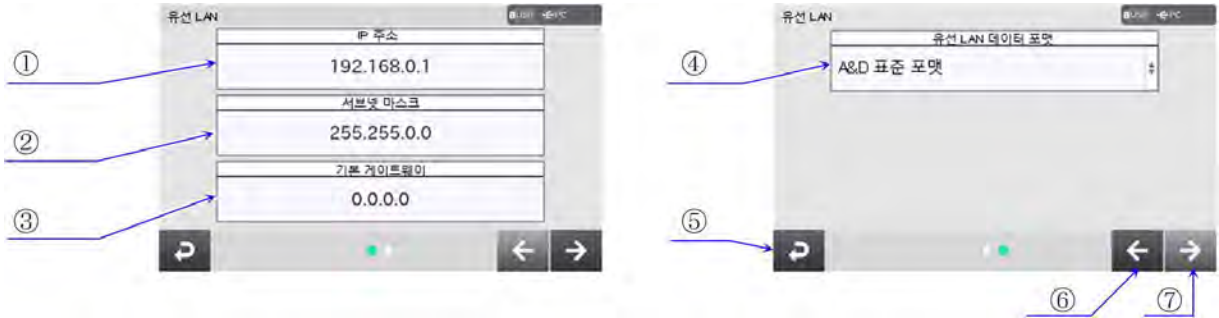 유선 LAN
USB PC
IP 주소
① 192.168.0.1
서브넷 마스크
② 255.255.0.0
기본 게이트웨이
③ 0.0.0.0
유선 LAN
USB PC
유선 LAN 데이터 포맷
④ A&D 표준 포맷
⑤
⑥ ⑦